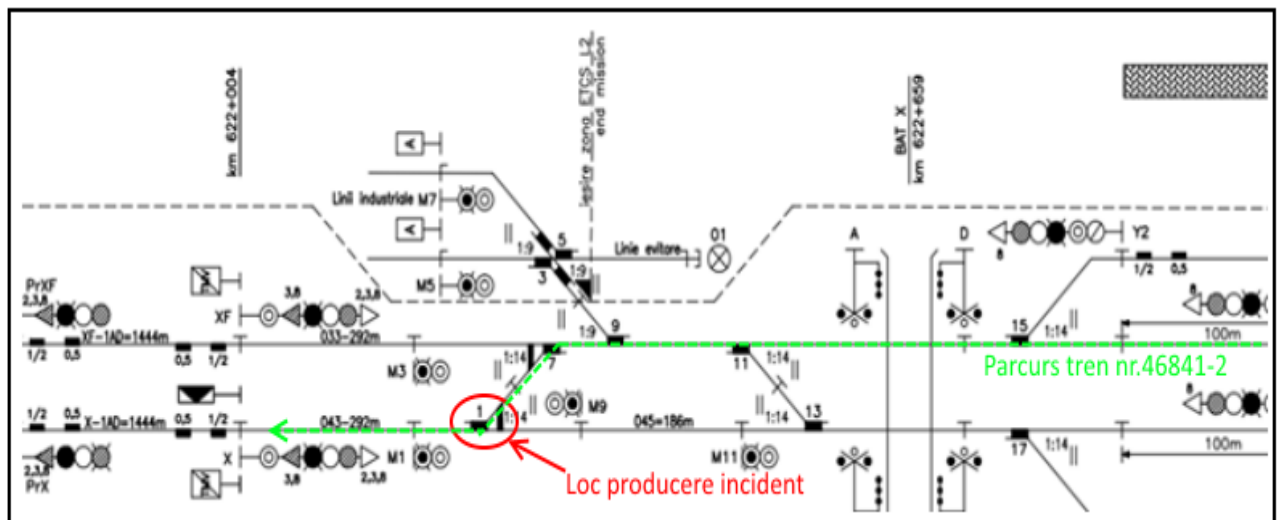 km 622+004
iesire zona ETCS L2
end mission
BAT X
km 622+659
A
Linii industriale M7
A
5
1:9
3
1:9
Linie evitare
01
M5
A
D
Y2
8
1/2
0,5
PrXF
2,3,8
XF
3,8
2,3,8
8
XF-1AD=1444m
033-292m
1:9
9
15
1:14
100m
1/2
0,5
0,5
1/2
M3
1:14
7
11
1:14
Parcurs tren nr.46841-2
1/2
0,5
X-1AD=1444m
0,5
1/2
043-292m
1
1:14
M9
045=186m
1:14
13
8
2,3,8
PrX
X
3,8
2,3,8
M1
M11
17
1:14
100m
Loc producere incident